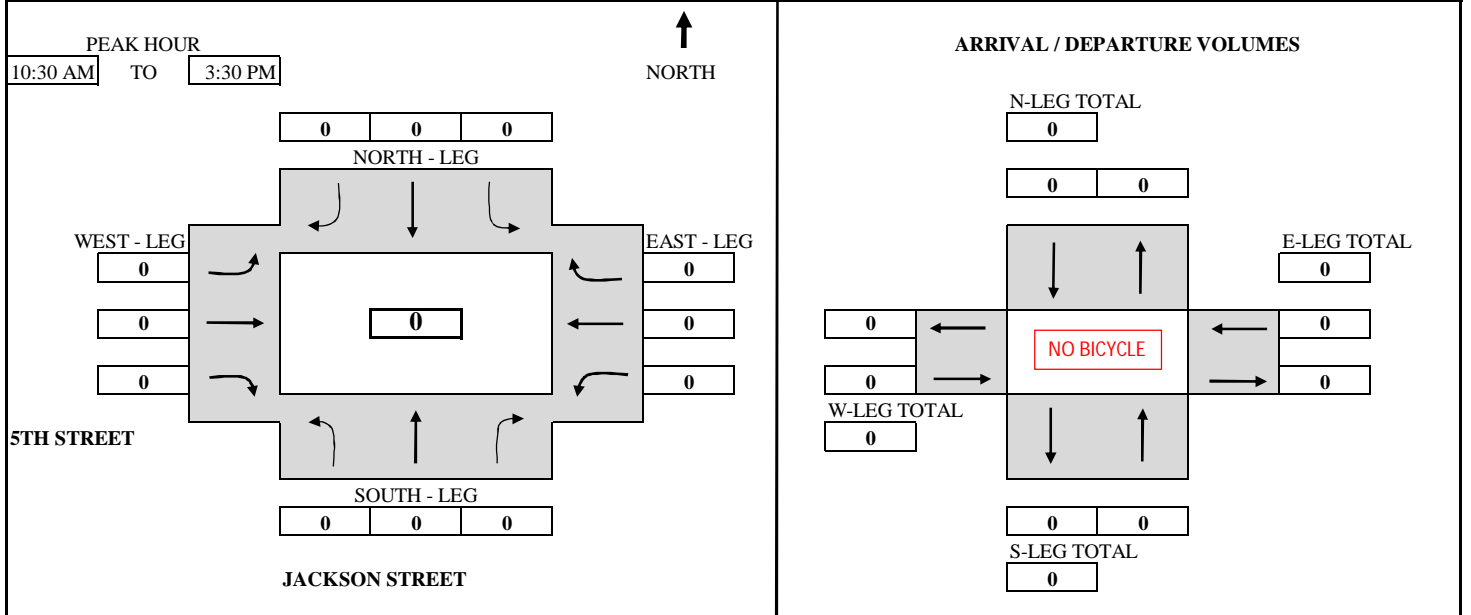 PEAK HOUR
10:30 AM TO 3:30 PM
NORTH
0 0 0
NORTH - LEG
WEST - LEG
EAST - LEG
0
0
0
0
0
0
0
5TH STREET
SOUTH - LEG
0 0 0
JACKSON STREET
ARRIVAL / DEPARTURE VOLUMES
N-LEG TOTAL
0
0 0
E-LEG TOTAL
0
0
0
NO BICYCLE
0
0
W-LEG TOTAL
0
0 0
S-LEG TOTAL
0